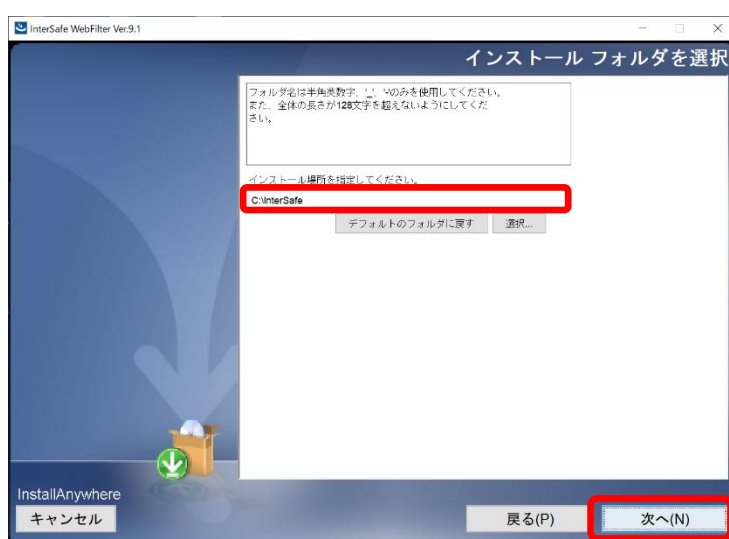 InterSafe WebFilter Ver.9.1
インストール フォルダを選択
フォルダ名は半角英数字、'_'、'-'のみを使用してください。
また、全体の長さが128文字を超えないようにしてくだ
さい。
インストール場所を指定してください。
C:\InterSafe
デフォルトのフォルダに戻す
選択...
InstallAnywhere
キャンセル
戻る(P)
次へ(N)